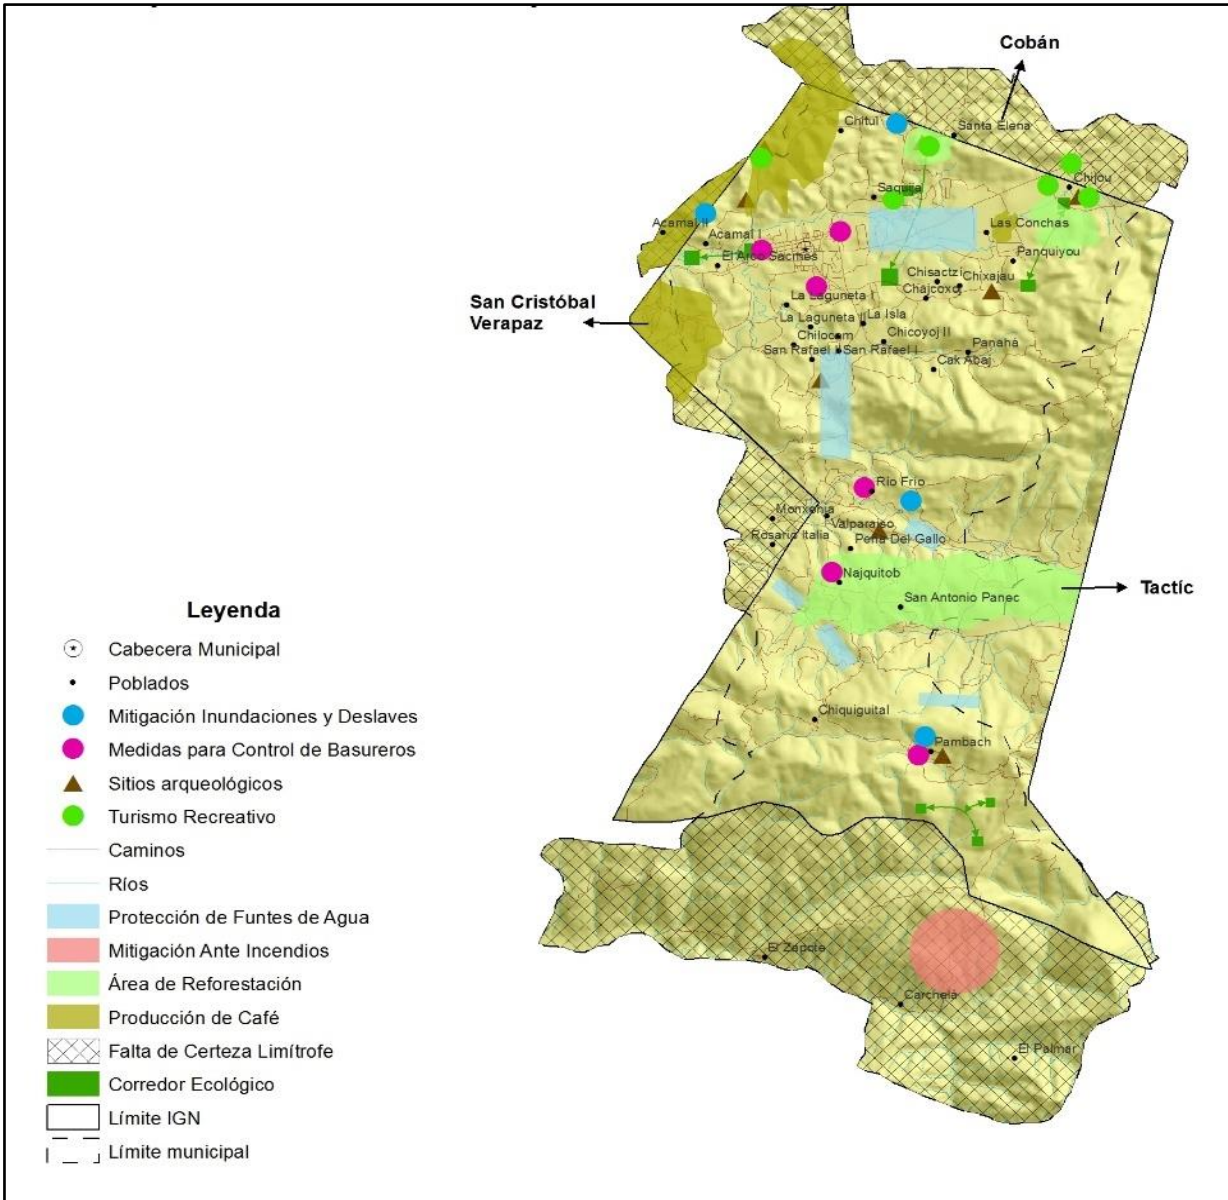 Cobán
Chitul
Santa Elena
Saquija
Chijou
Acamal II
Acamal I
Las Conchas
El Arco Sacmes
Panquiyou
Chisactzi
Chixajau
Chajcoxol
San Cristóbal
Verapaz
La Laguneta I
La Laguneta II
La Isla
Chilocom
Chicoyoj II
San Rafael II
San Rafael I
Panahá
Cak Abaj
Rio Frio
Monxonja
Valparaiso
Rosario Italia
Peña Del Gallo
Najquitob
San Antonio Panec
Tactíc
Chiquiguital
Pambach
El Zapote
Carchelá
El Palmar
Leyenda
Cabecera Municipal
Poblados
Mitigación Inundaciones y Deslaves
Medidas para Control de Basureros
Sitios arqueológicos
Turismo Recreativo
Caminos
Ríos
Protección de Funtes de Agua
Mitigación Ante Incendios
Área de Reforestación
Producción de Café
Falta de Certeza Limítrofe
Corredor Ecológico
Límite IGN
Límite municipal